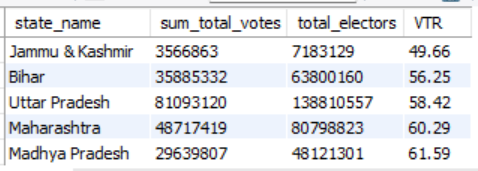 state_name sum_total_votes total_electors VTR
Jammu & Kashmir 3566863 7183129 49.66
Bihar 35885332 63800160 56.25
Uttar Pradesh 81093120 138810557 58.42
Maharashtra 48717419 80798823 60.29
Madhya Pradesh 29639807 48121301 61.59